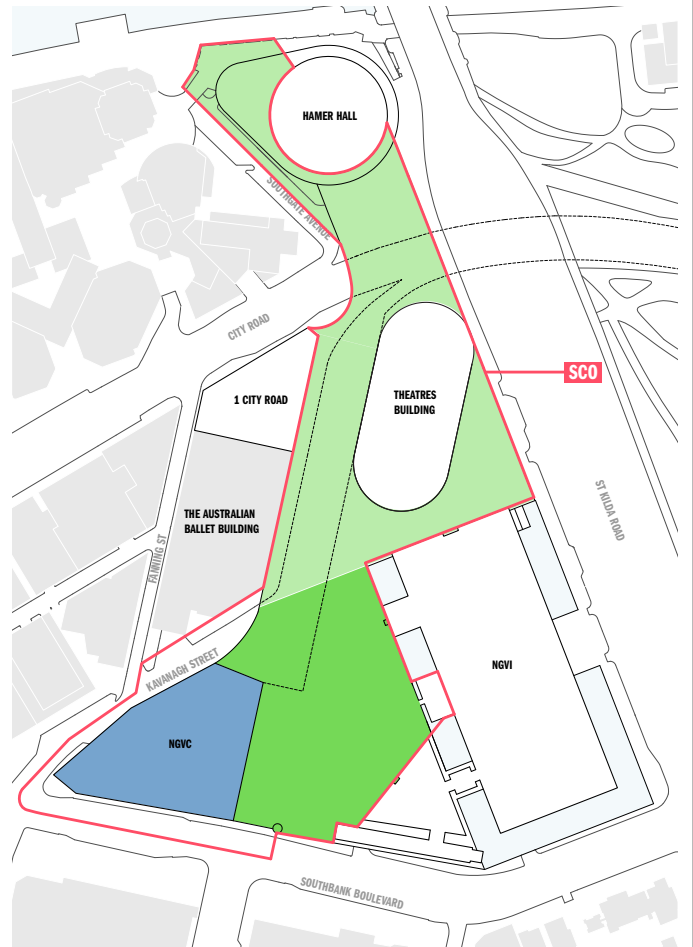 HAMER HALL
SOUTHGATE AVENUE
CITY ROAD
SCO
1 CITY ROAD
THEATRES
BUILDING
ST KILDA ROAD
THE AUSTRALIAN
BALLET BUILDING
FANNING ST
KAVANAGH STREET
NGVI
NGVC
SOUTHBANK BOULEVARD